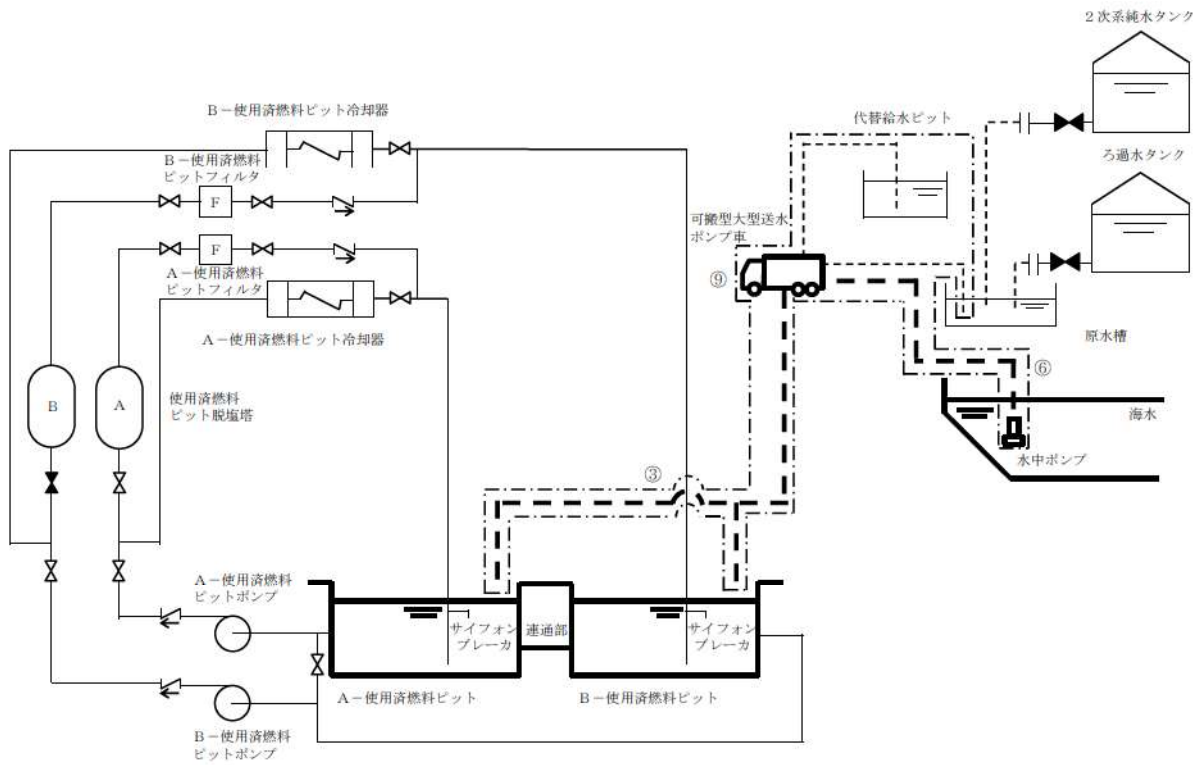 ２次系純水タンク
Ｂ－使用済燃料ピット冷却器
代替給水ピット
ろ過水タンク
Ｂ－使用済燃料
ピットフィルタ
F
可搬型大型送水
ポンプ車
F
Ａ－使用済燃料
ピットフィルタ
⑨
Ａ－使用済燃料ピット冷却器
原水槽
⑥
B
A
使用済燃料
ピット脱塩塔
海水
水中ポンプ
③
Ａ－使用済燃料
ピットポンプ
サイフォン
ブレーカ
連通部
サイフォン
ブレーカ
Ａ－使用済燃料ピット
Ｂ－使用済燃料ピット
Ｂ－使用済燃料
ピットポンプ